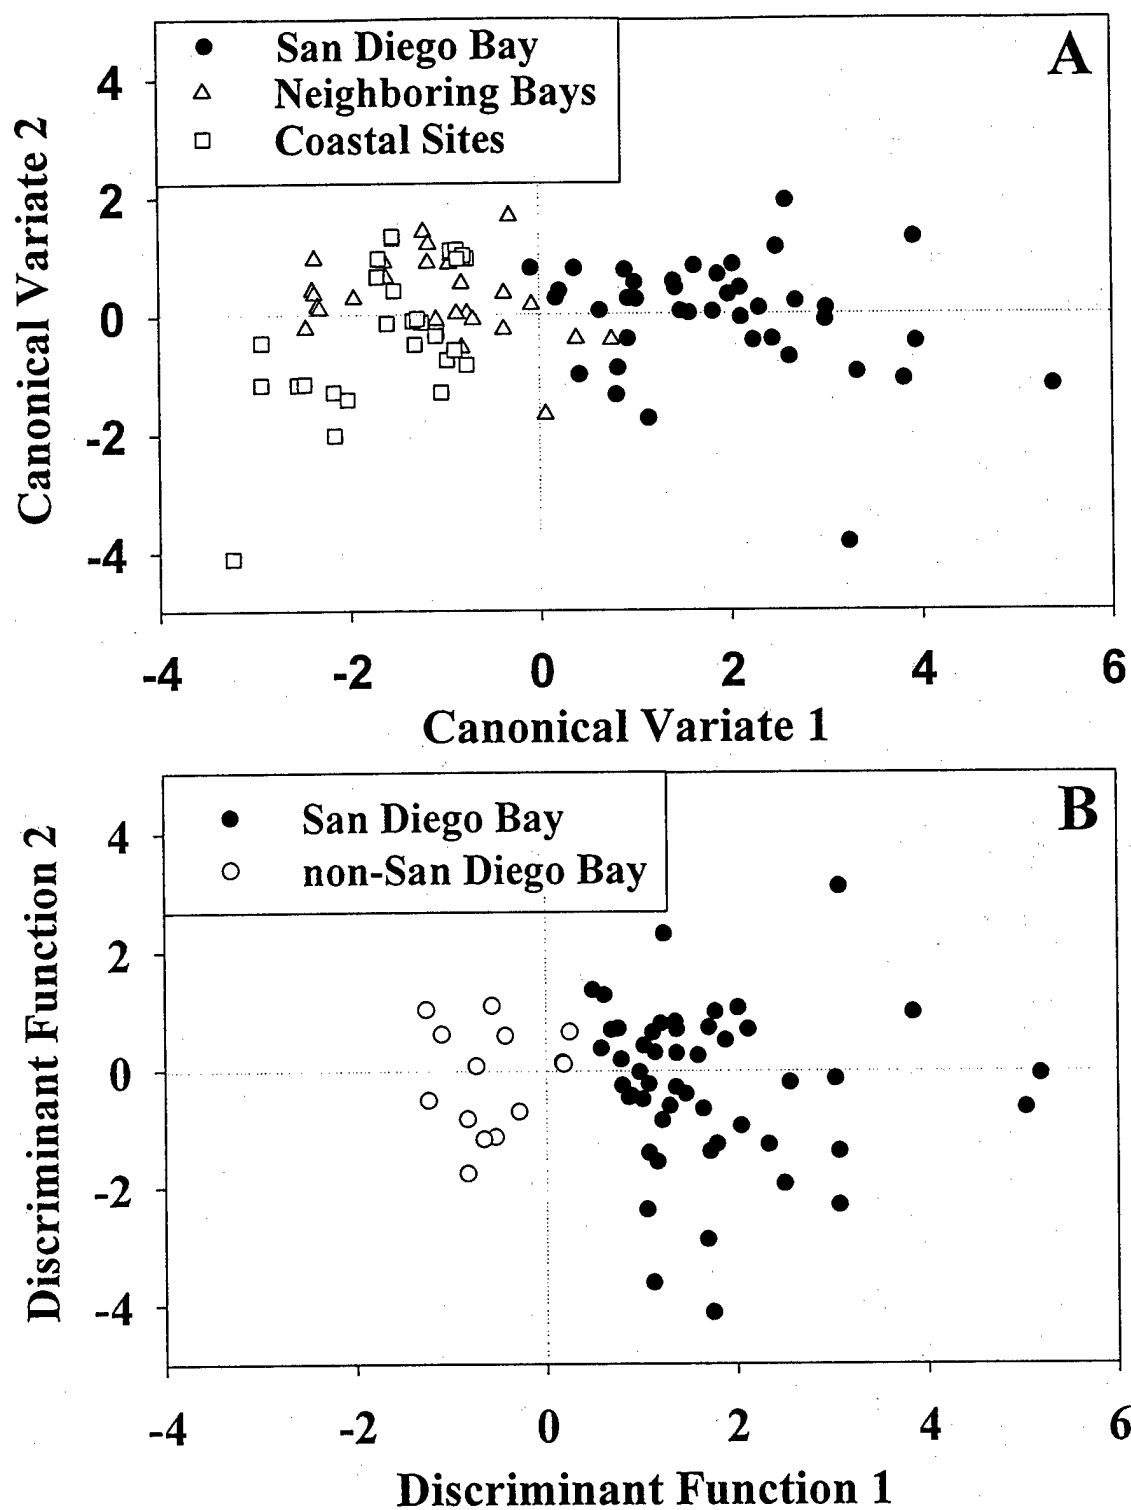 A
San Diego Bay
Neighboring Bays
Coastal Sites
Canonical Variate 2
4
2
0
-2
-4
-4 -2 0 2 4 6
Canonical Variate 1
B
San Diego Bay
non-San Diego Bay
Discriminant Function 2
4
2
0
-2
-4
-4 -2 0 2 4 6
Discriminant Function 1